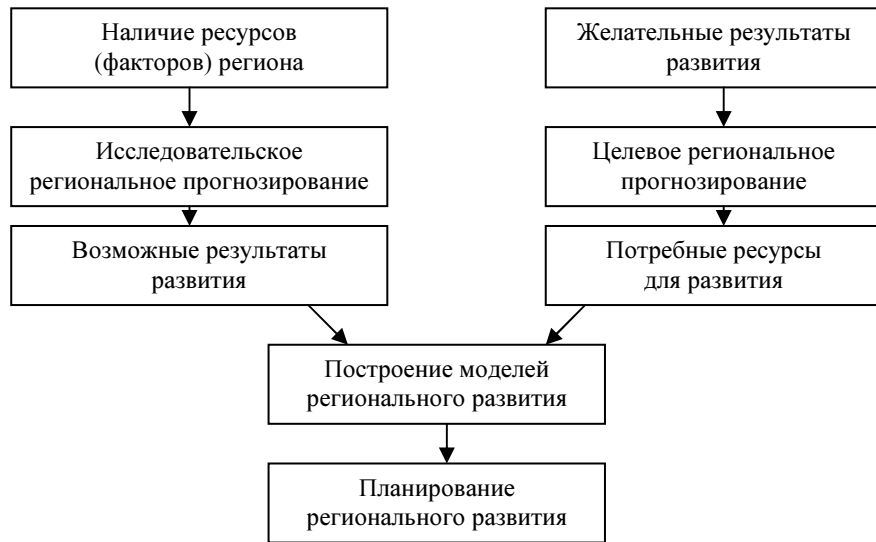 Наличие ресурсов
(факторов) региона
Желательные результаты
развития
Исследовательское
региональное прогнозирование
Целевое региональное
прогнозирование
Возможные результаты
развития
Потребные ресурсы
для развития
Построение моделей
регионального развития
Планирование
регионального развития